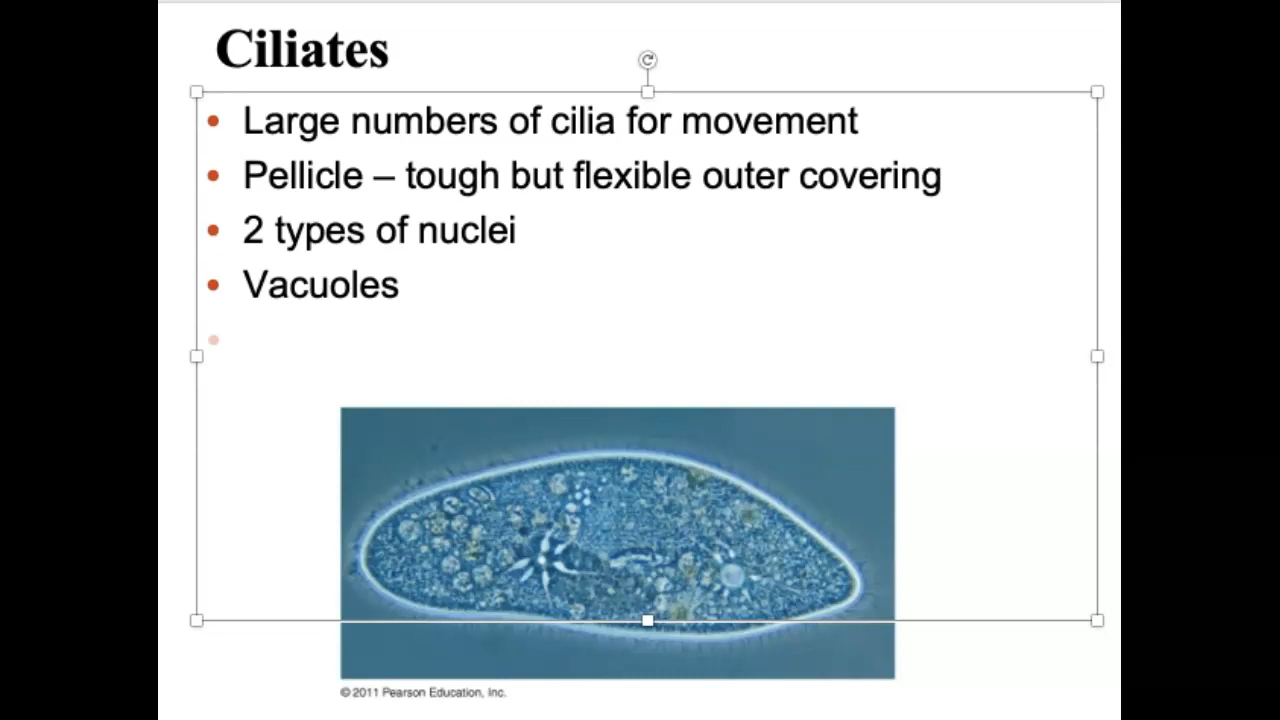 Ciliates
• Large numbers of cilia for movement
• Pellicle – tough but flexible outer covering
• 2 types of nuclei
• Vacuoles
•
© 2011 Pearson Education, Inc.